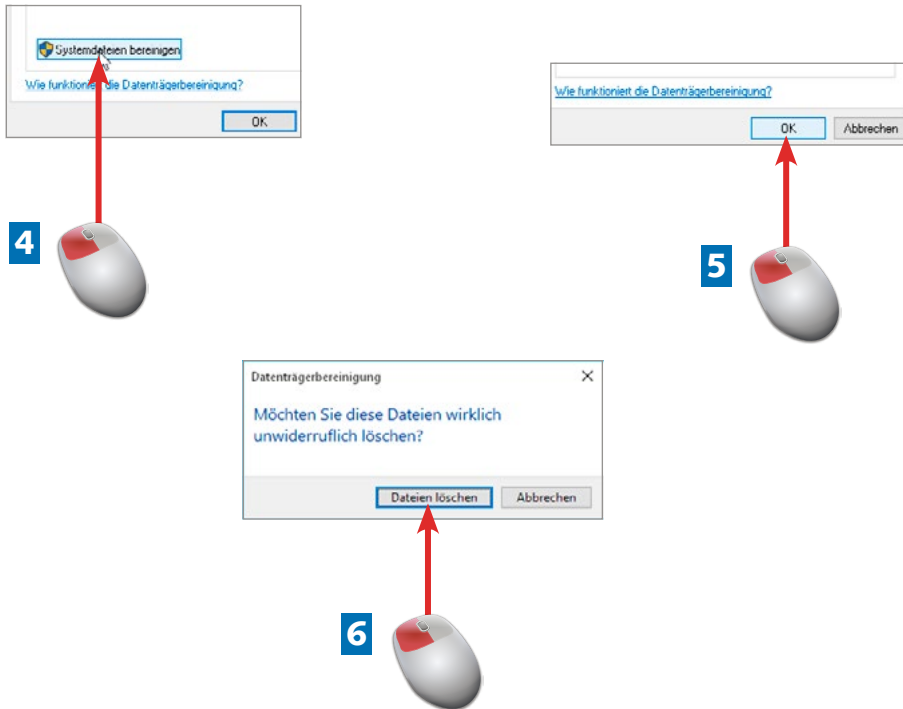 Systemdateien bereinigen
Wie funktioniert die Datenträgerbereinigung?
OK
4
Wie funktioniert die Datenträgerbereinigung?
OK Abbrechen
5
Datenträgerbereinigung
Möchten Sie diese Dateien wirklich
unwiderruflich löschen?
Dateien löschen Abbrechen
6